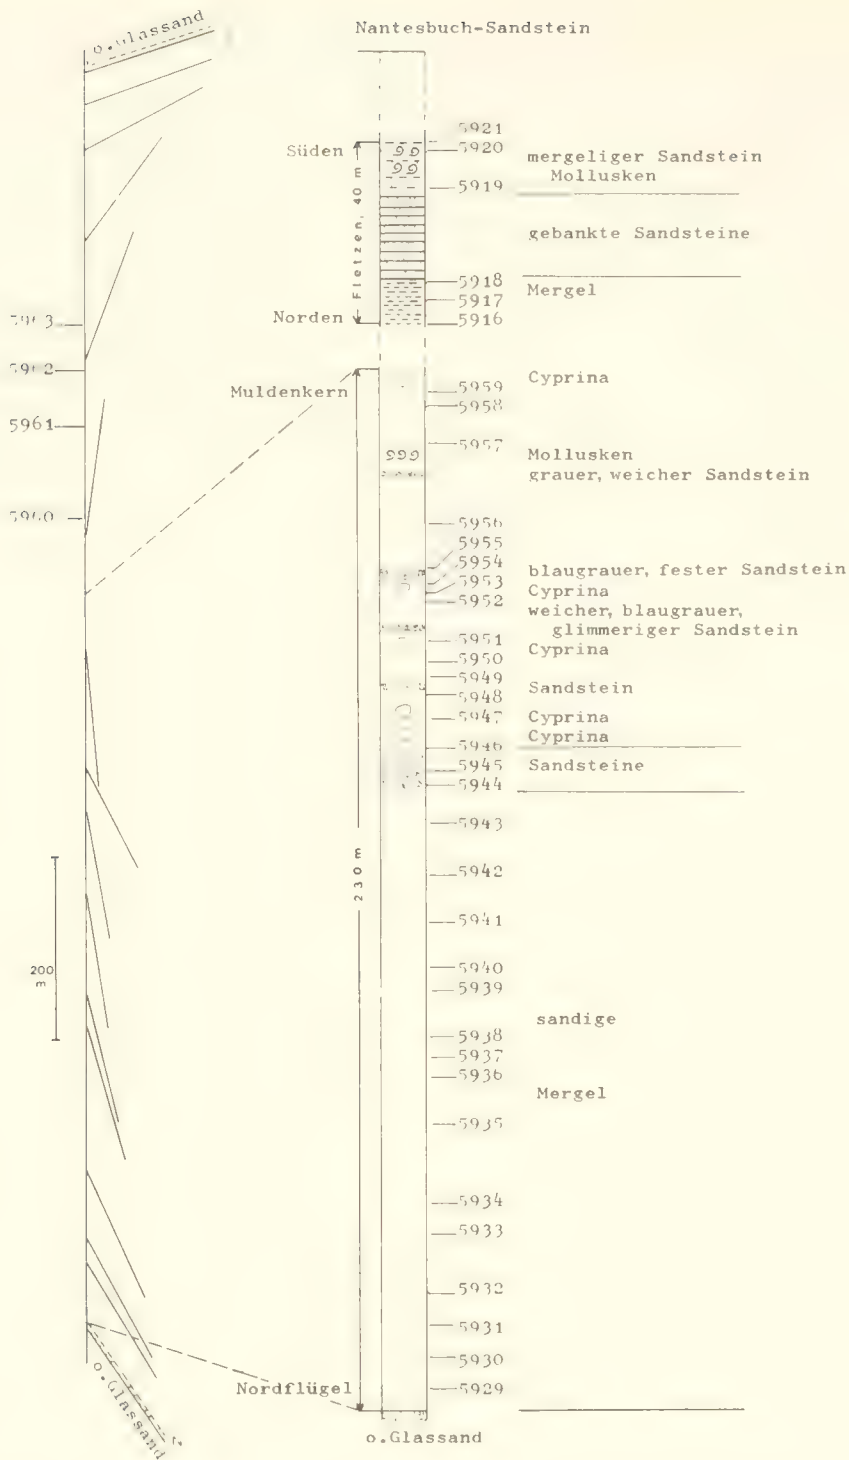 o.Glassand
Nantesbuch-Sandstein
5921
Süden
5920
mergeliger Sandstein
Mollusken
5919
Fletzen, 40 m
gebankte Sandsteine
5918
Mergel
5917
Norden
5916
5963
5962
5961
5960
Muldenkern
Cyprina
5959
5958
5957
Mollusken
grauer, weicher Sandstein
5956
5955
5954
blaugrauer, fester Sandstein
5953
Cyprina
5952
weicher, blaugrauer,
glimmeriger Sandstein
5951
Cyprina
5950
5949
Sandstein
5948
5947
Cyprina
Cyprina
5946
5945
Sandsteine
5944
5943
230m
5942
5941
200
m
5940
5939
sandige
5938
5937
5936
Mergel
5935
5934
5933
5932
5931
5930
Nordflügel
5929
o.Glassand
o.Glassand